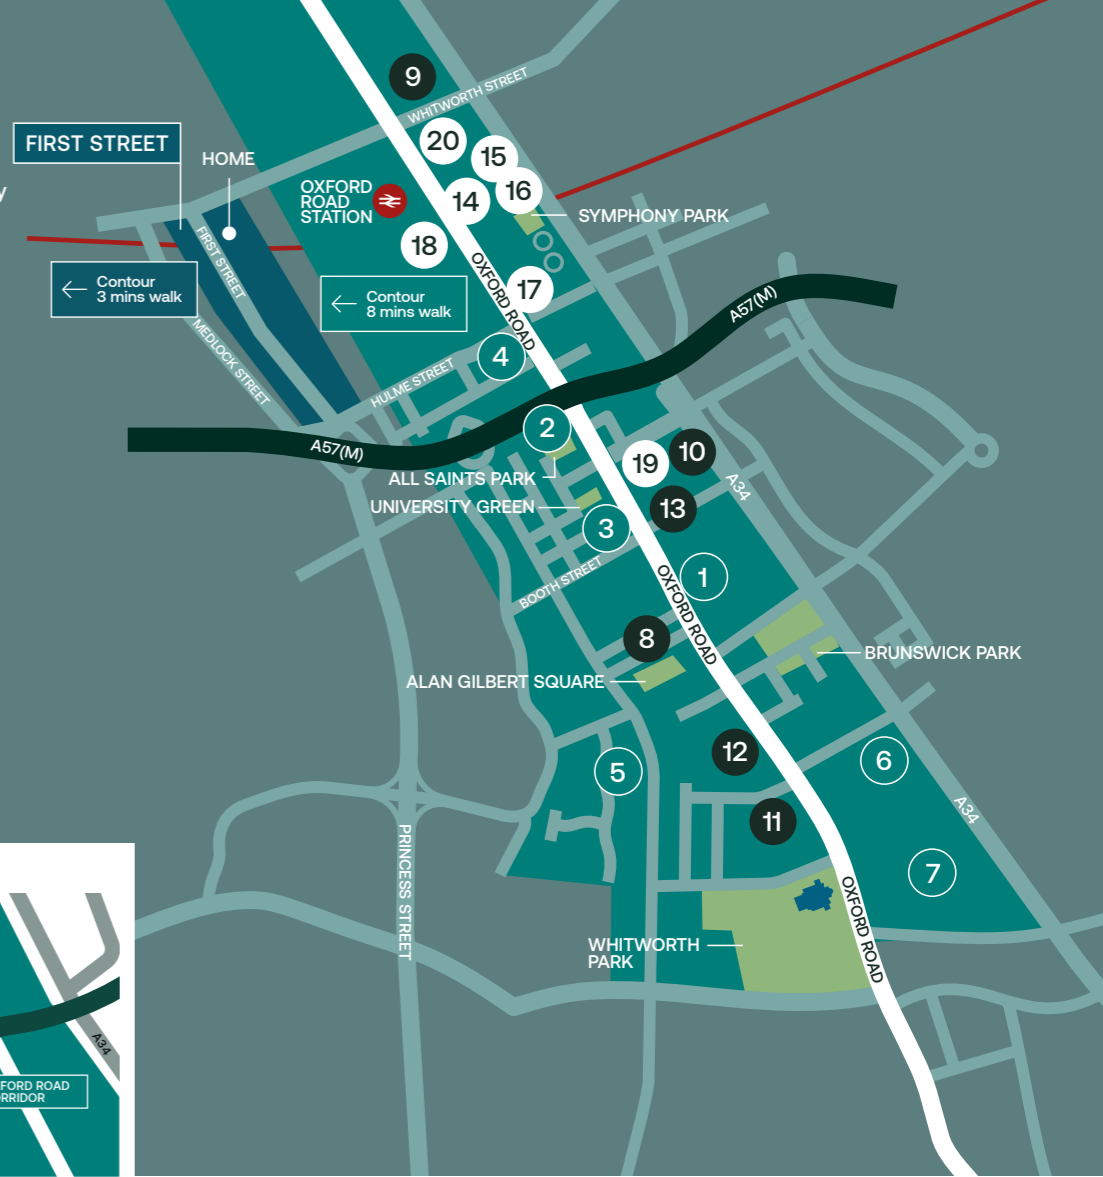 9
WHITWORTH STREET
FIRST STREET
HOME
20
15
16
OXFORD
ROAD
STATION
14
SYMPHONY PARK
18
FIRST STREET
Contour
3 mins walk
Contour
8 mins walk
17
OXFORD ROAD
A57(M)
MEDLOCK STREET
HULME STREET
4
2
A57(M)
19
10
ALL SAINTS PARK
A34
UNIVERSITY GREEN
13
3
BOOTH STREET
1
OXFORD ROAD
8
BRUNSWICK PARK
ALAN GILBERT SQUARE
12
5
6
11
A34
PRINCESS STREET
7
OXFORD ROAD
WHITWORTH
PARK
A34
FORD ROAD
RRIDOR
y